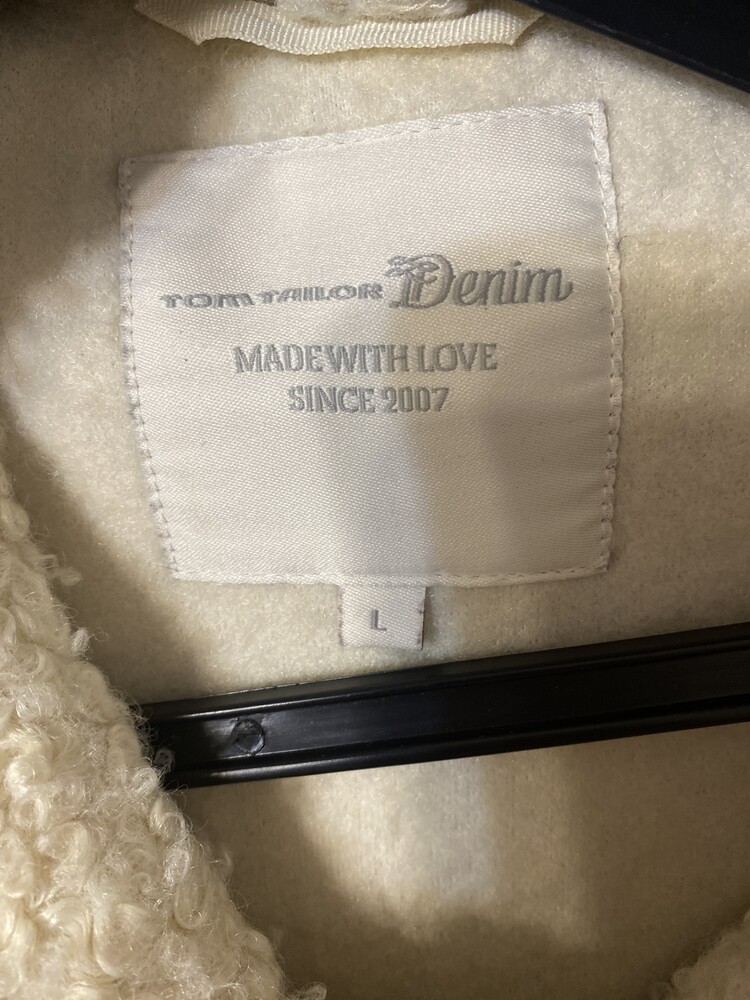 TOM TAILOR Denim
MADE WITH LOVE
SINCE 2007
L